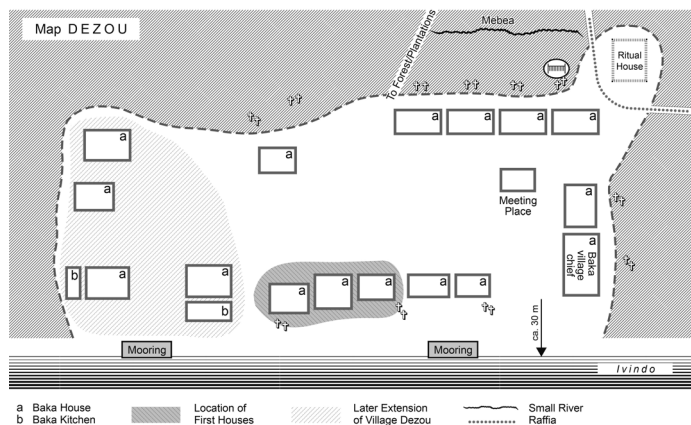 Map DEZOU
Mebea
To Forest/Plantations
Ritual
House
a
a
a
a
a
a
a
Meeting
Place
a
a
a
Baka
village
chief
b
a
a
b
a
a
a
a
a
ca. 30 m
Mooring
Mooring
Ivindo
a Baka House
b Baka Kitchen
Location of
First Houses
Later Extension
of Village Dezou
Small River
Raffia